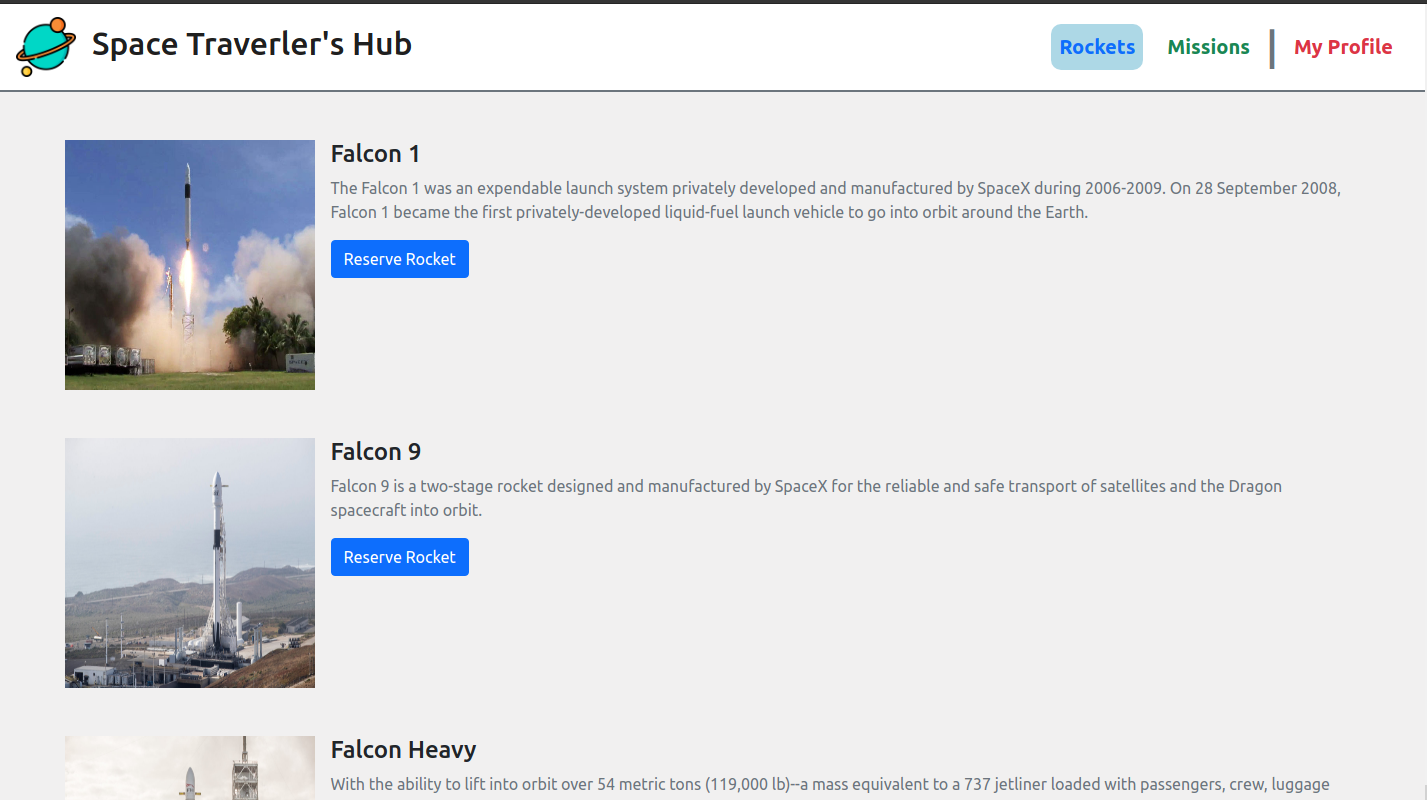 Space Traverler's Hub
Rockets
Missions
My Profile
Falcon 1
The Falcon 1 was an expendable launch system privately developed and manufactured by SpaceX during 2006-2009. On 28 September 2008,
Falcon 1 became the first privately-developed liquid-fuel launch vehicle to go into orbit around the Earth.
Reserve Rocket
Falcon 9
Falcon 9 is a two-stage rocket designed and manufactured by SpaceX for the reliable and safe transport of satellites and the Dragon
spacecraft into orbit.
Reserve Rocket
Falcon Heavy
With the ability to lift into orbit over 54 metric tons (119,000 lb)--a mass equivalent to a 737 jetliner loaded with passengers, crew, luggage